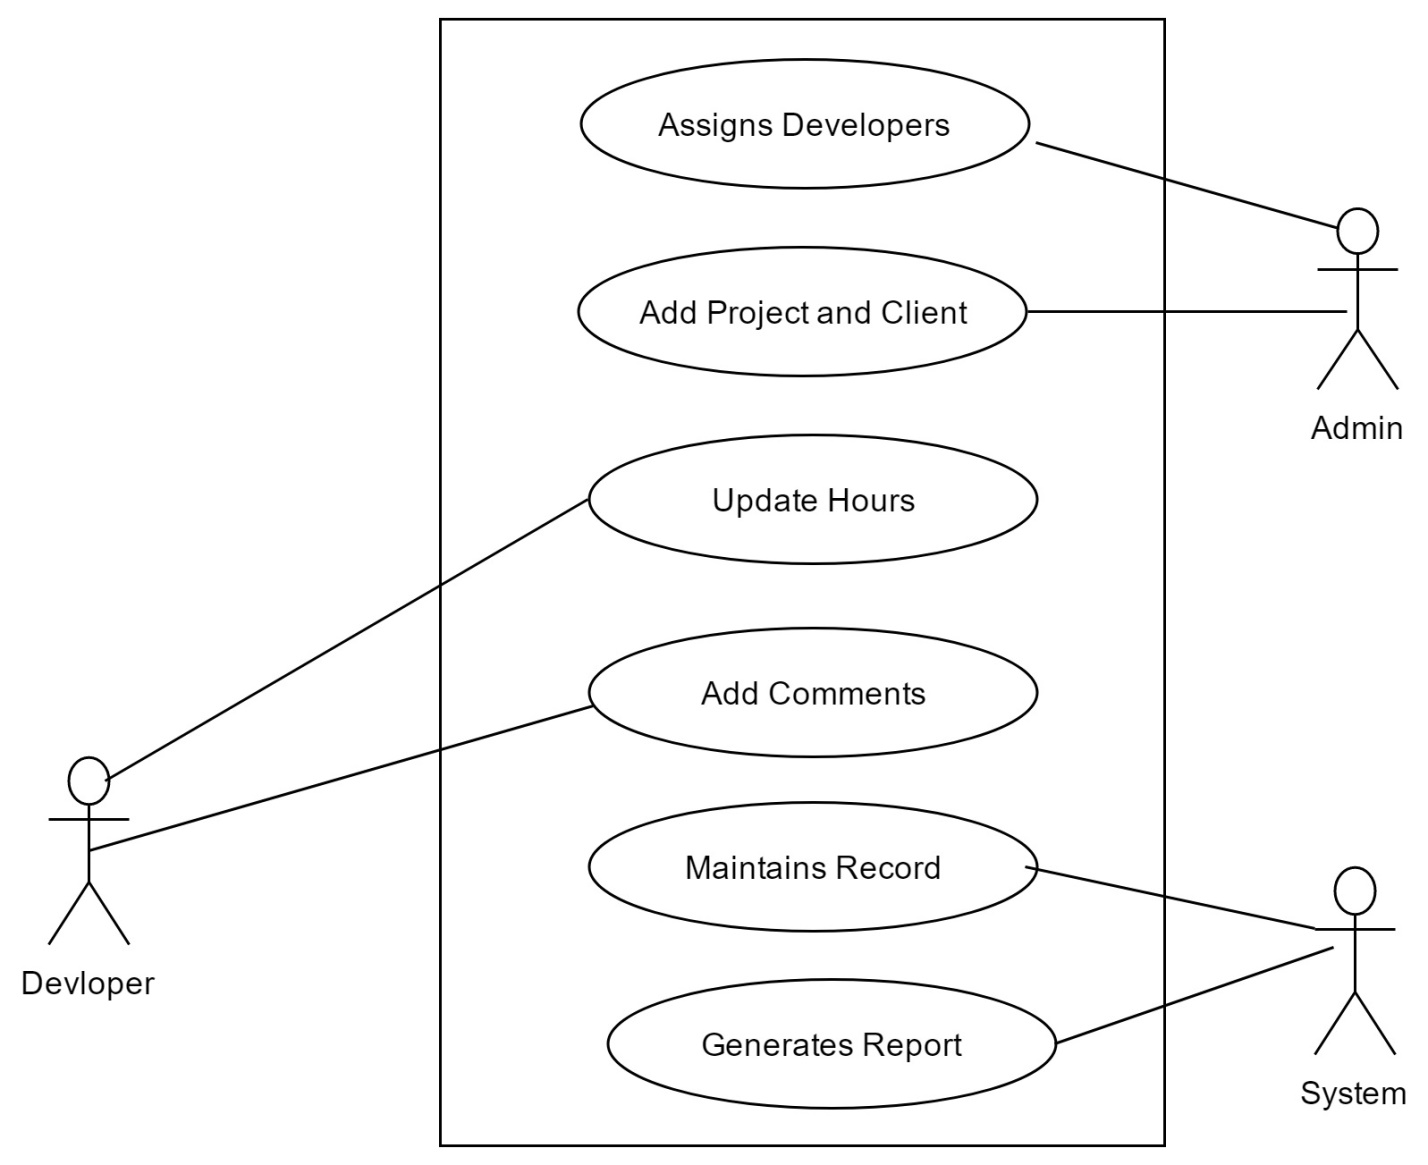 Assigns Developers
Add Project and Client
Admin
Update Hours
Add Comments
Maintains Record
Devloper
Generates Report
System